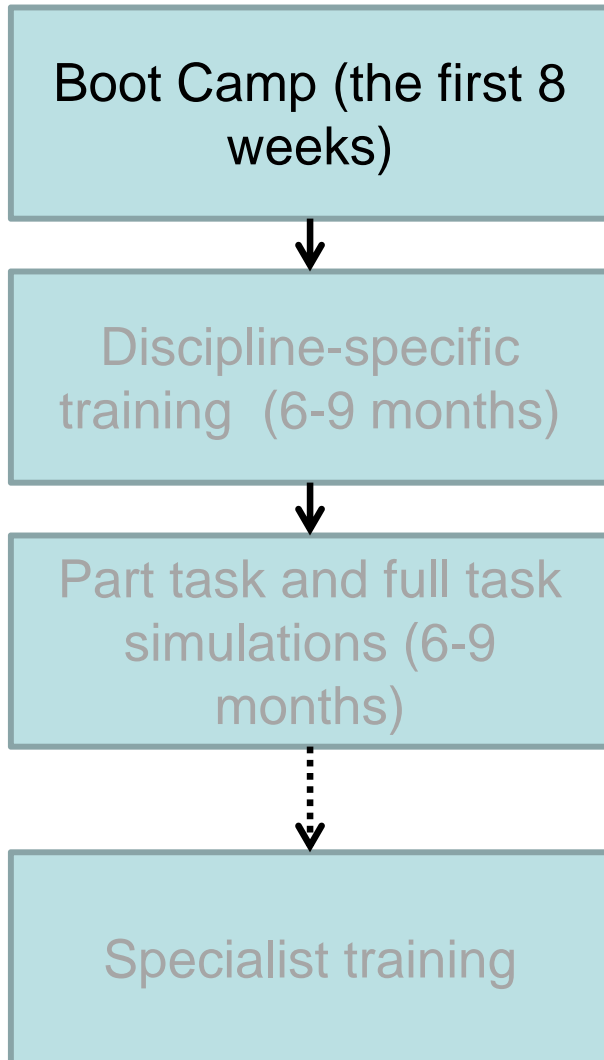 Boot Camp (the first 8
weeks)
Discipline-specific
training  (6-9 months)
Part task and full task
simulations (6-9
months)
Specialist training